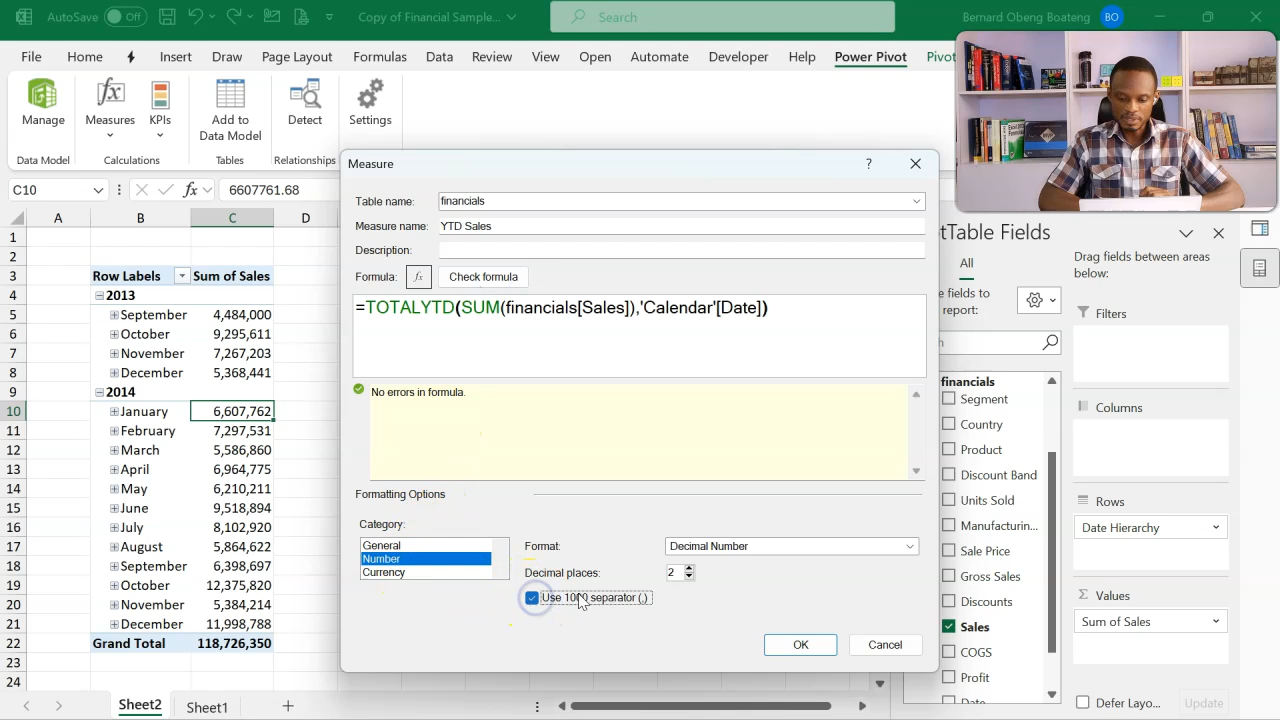 AutoSave Off Copy of Financial Sample... Search Bernard Obeng Boateng BO
File Home Insert Draw Page Layout Formulas Data Review View Open Automate Developer Help Power Pivot Pivot
Manage Measures KPIs Add to Data Model Detect Settings
Data Model Calculations Tables Relationships
C10 fx 6607761.68
A B C D
1
2
3 Row Labels Sum of Sales
4 2013
5 September 4,484,000
6 October 9,295,611
7 November 7,267,203
8 December 5,368,441
9 2014
10 January 6,607,762
11 February 7,297,531
12 March 5,586,860
13 April 6,964,775
14 May 6,210,211
15 June 9,518,894
16 July 8,102,920
17 August 5,864,622
18 September 6,398,697
19 October 12,375,820
20 November 5,384,214
21 December 11,998,788
22 Grand Total 118,726,350
23
24
Sheet2 Sheet1
Measure ?
Table name: financials
Measure name: YTD Sales
Description:
Formula: fx Check formula
=TOTALYTD(SUM(financials[Sales]),'Calendar'[Date])
No errors in formula.
Formatting Options
Category:
General
Number
Currency
Format: Decimal Number
Decimal places: 2
Use 1000 separator (,)
OK Cancel
tTable Fields
All
e fields to
report:
h
financials
Segment
Country
Product
Discount Band
Units Sold
Manufacturin...
Sale Price
Gross Sales
Discounts
Sales
COGS
Profit
Date
Drag fields between areas
below:
Filters
Columns
Rows
Date Hierarchy
Σ Values
Sum of Sales
Defer Layo... Update